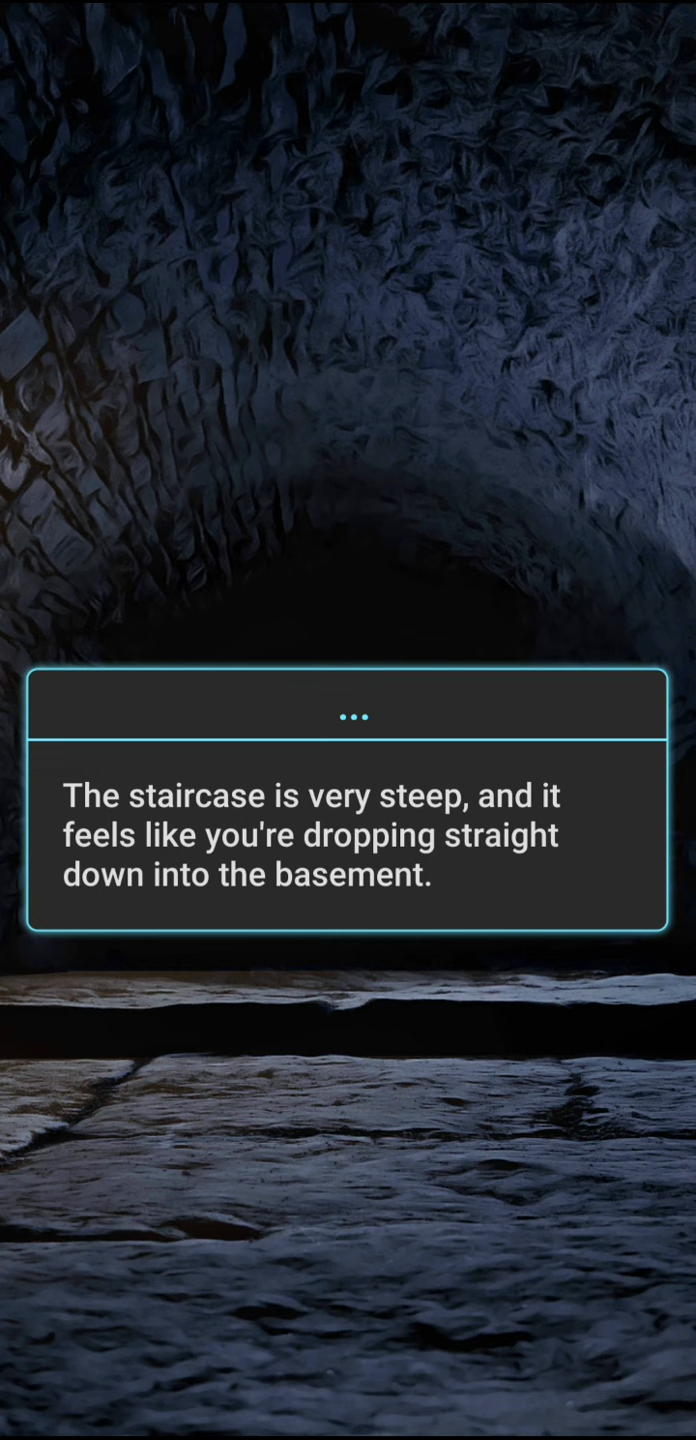 ...
The staircase is very steep, and it
feels like you're dropping straight
down into the basement.